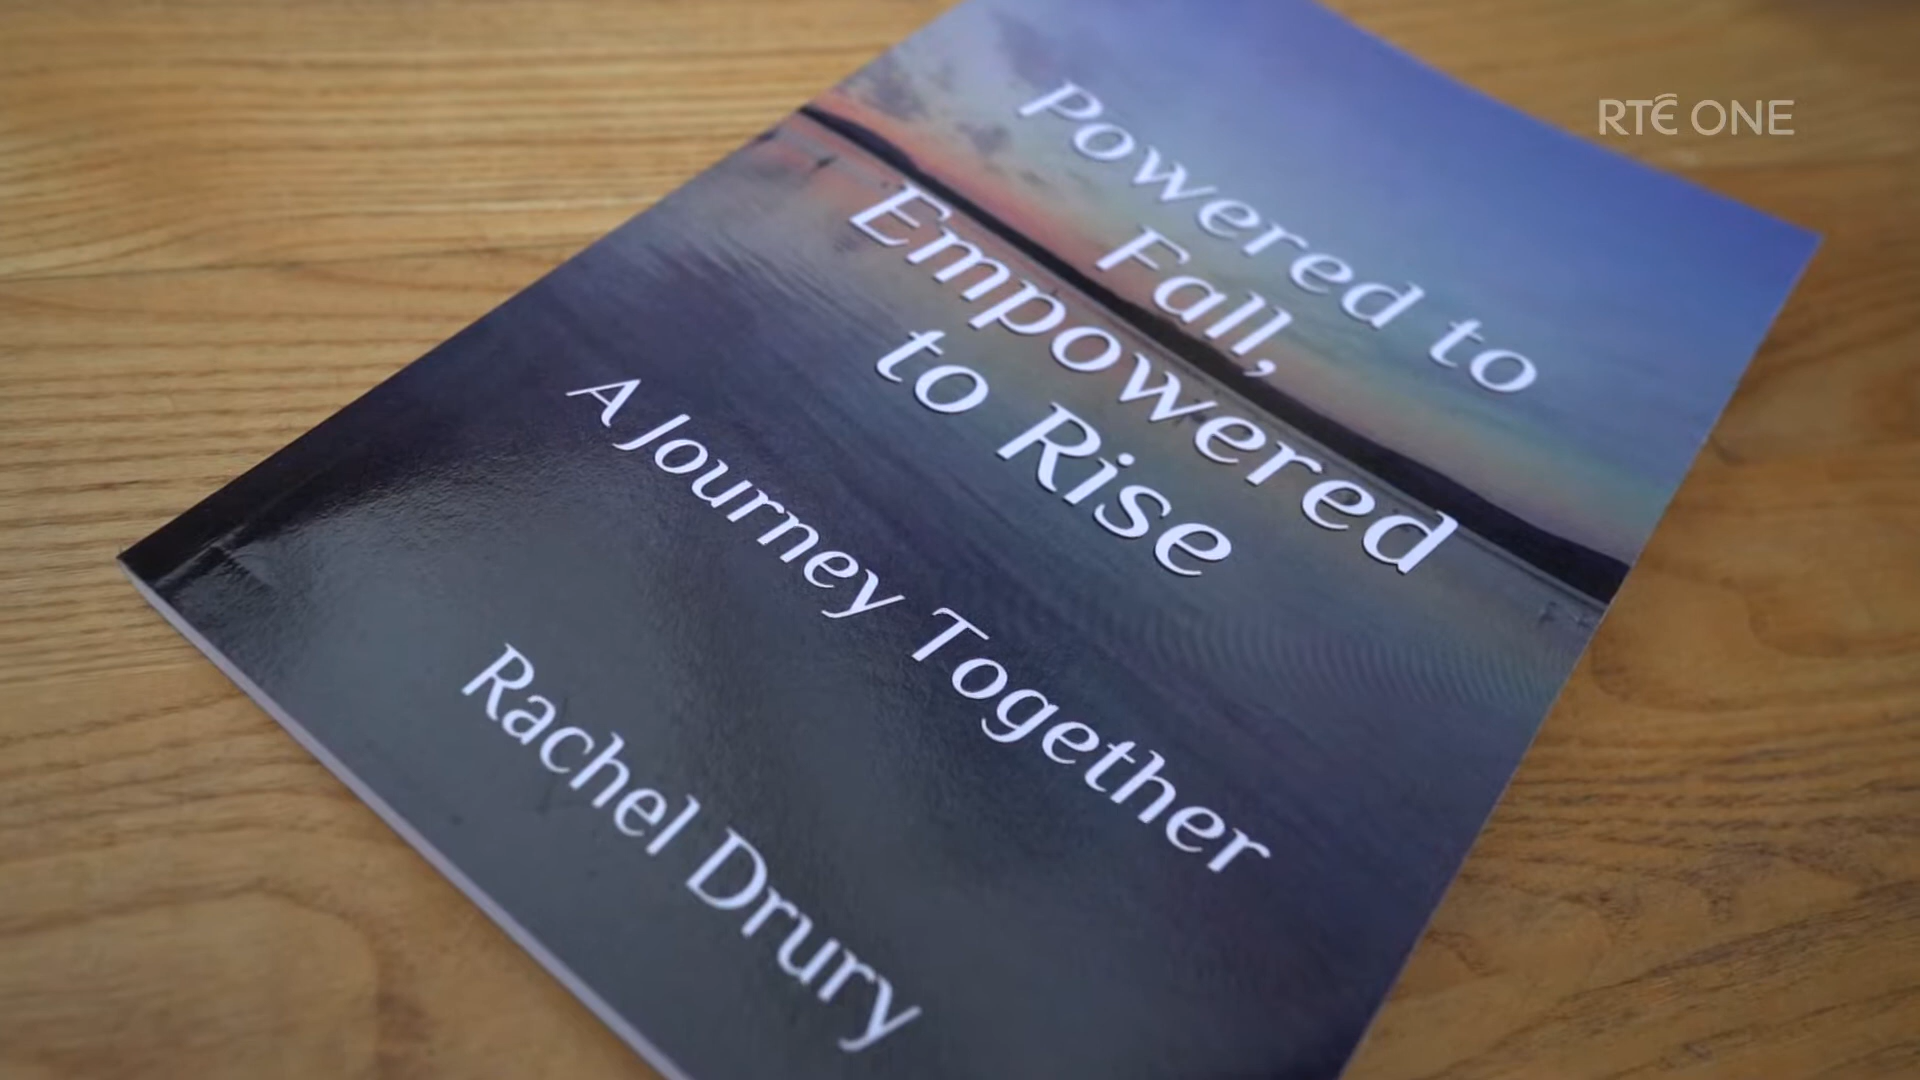 RTÉ ONE
Powered to
Fall,
Empowered
to Rise
A Journey Together
Rachel Drury